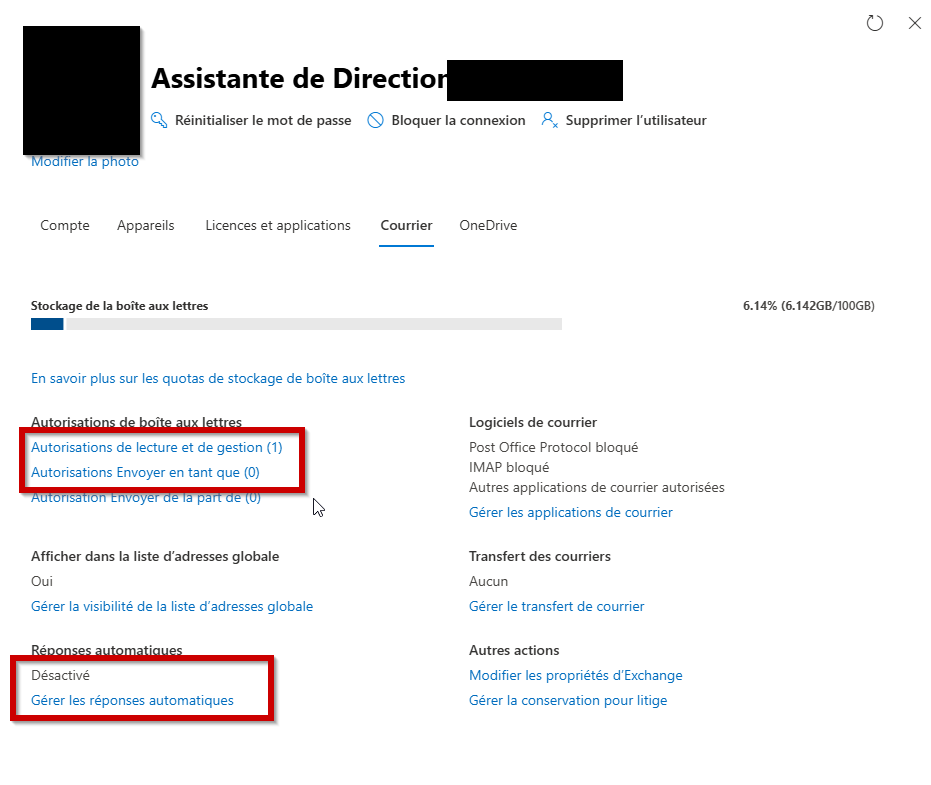 Assistante de Direction
Réinitialiser le mot de passe Bloquer la connexion Supprimer l’utilisateur
Modifier la photo
Compte Appareils Licences et applications Courrier OneDrive
Stockage de la boîte aux lettres 6.14% (6.142GB/100GB)
En savoir plus sur les quotas de stockage de boîte aux lettres
Autorisations de boîte aux lettres
Autorisations de lecture et de gestion (1)
Autorisations Envoyer en tant que (0)
Autorisation Envoyer de la part de (0)
Logiciels de courrier
Post Office Protocol bloqué
IMAP bloqué
Autres applications de courrier autorisées
Gérer les applications de courrier
Afficher dans la liste d’adresses globale
Oui
Gérer la visibilité de la liste d’adresses globale
Transfert des courriers
Aucun
Gérer le transfert de courrier
Réponses automatiques
Désactivé
Gérer les réponses automatiques
Autres actions
Modifier les propriétés d’Exchange
Gérer la conservation pour litige